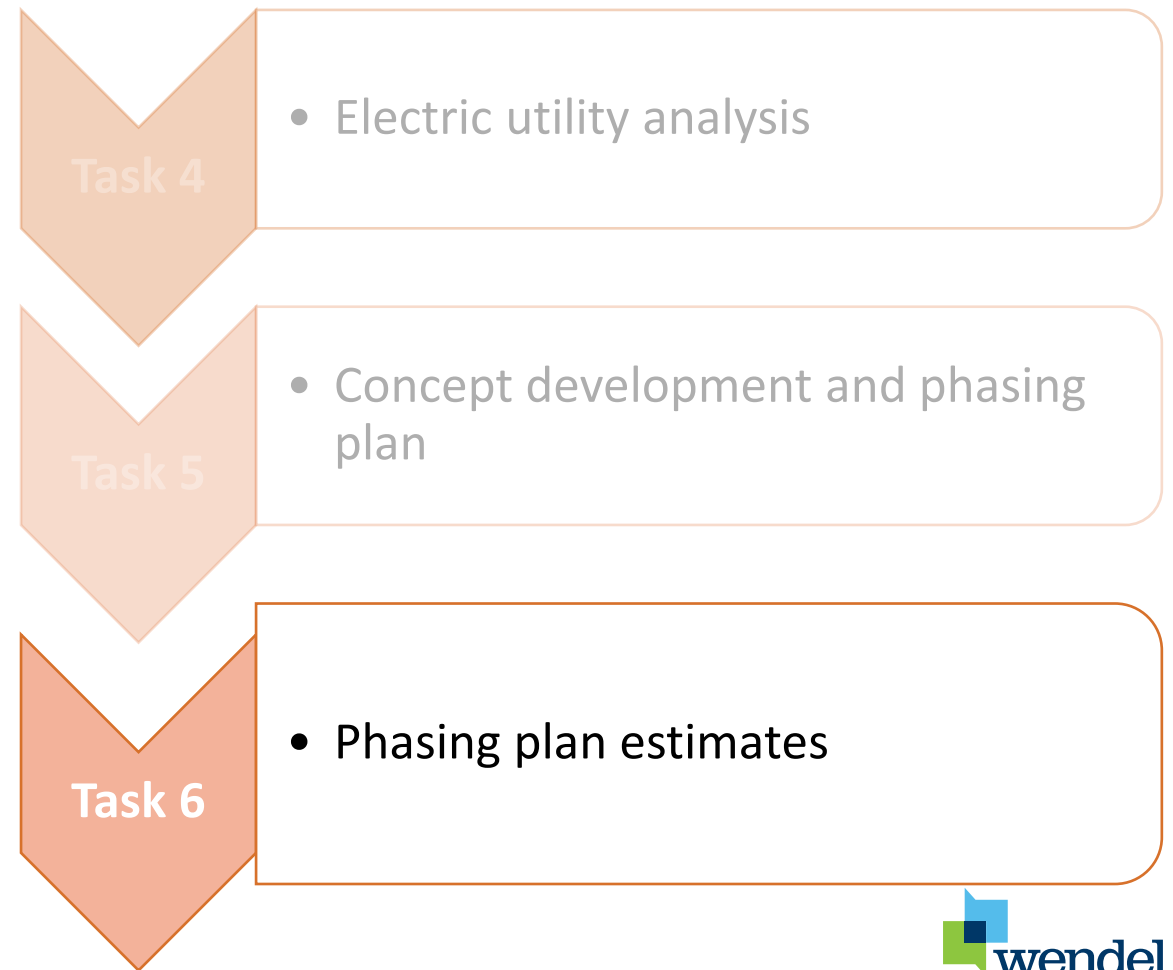 • Electric utility analysis
Task 4
• Concept development and phasing
plan
Task 5
• Phasing plan estimates
Task 6
wendel